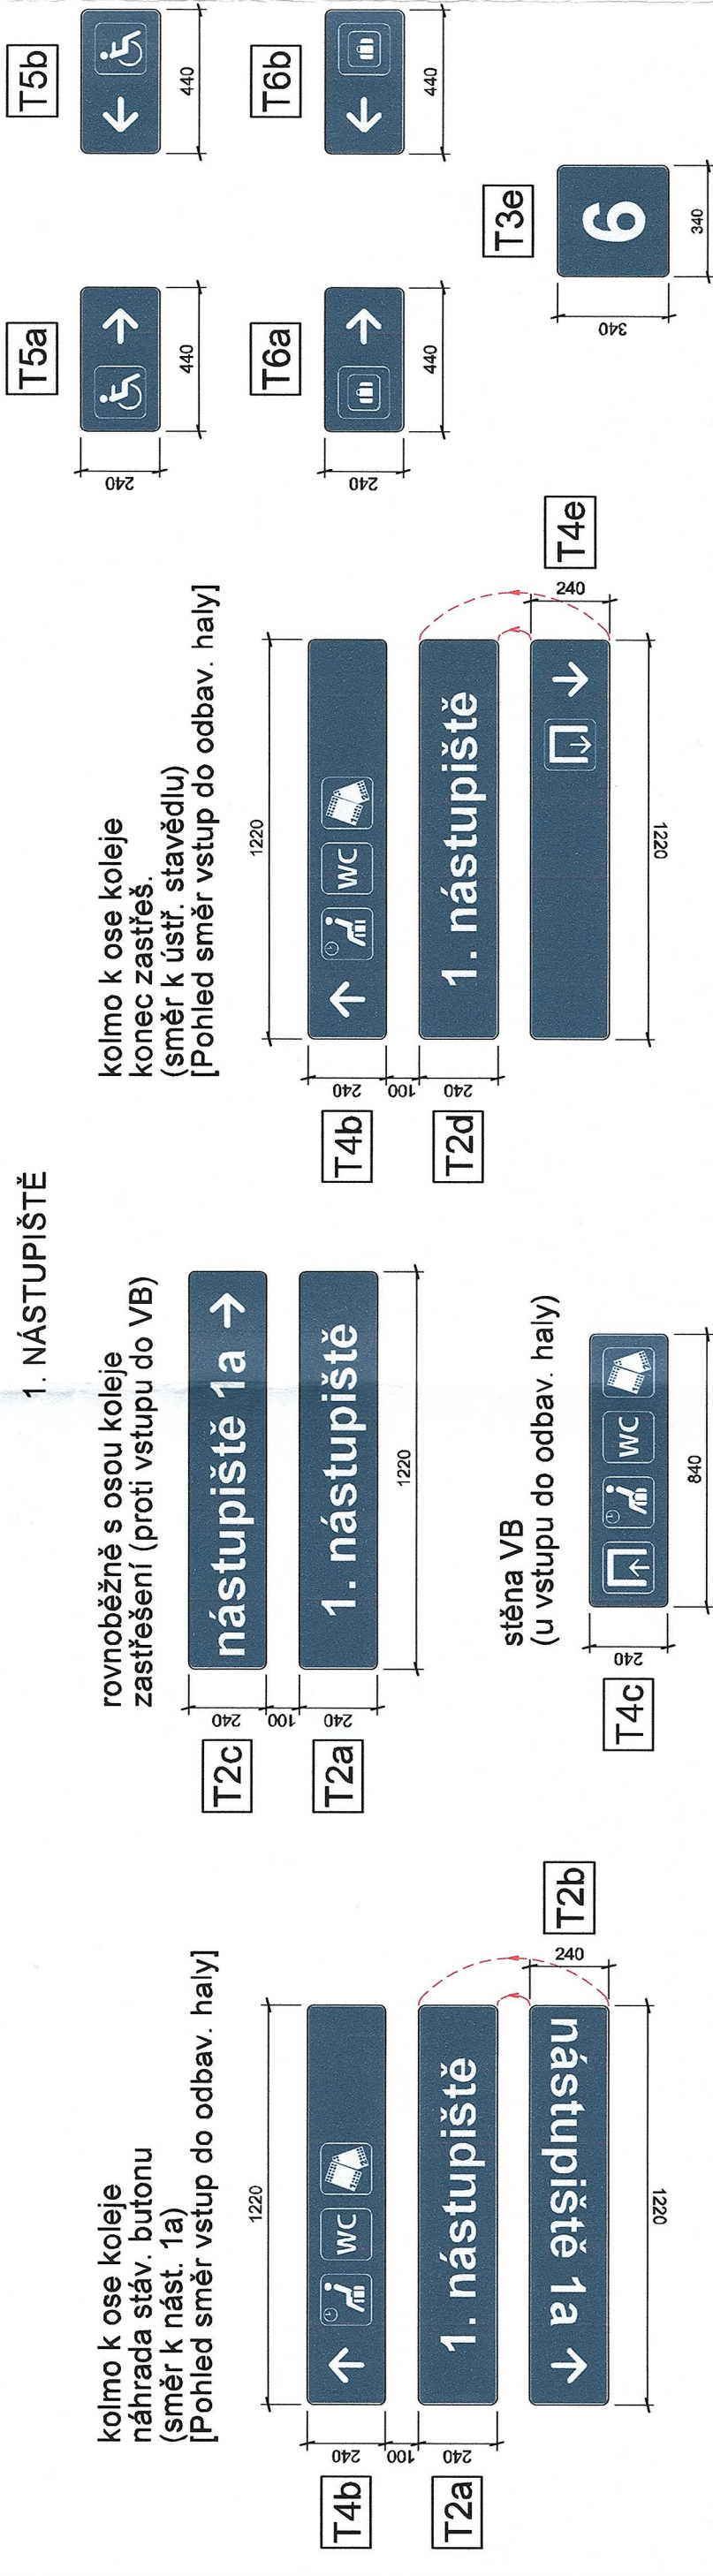 1. NÁSTUPIŠTĚ
kolmo k ose koleje
náhrada stáv. butonu
(směr k nást. 1a)
[Pohled směr vstup do odbav. haly]
1220
T4b
240
WC
100
T2a
240
1. nástupiště
T2b
240
nástupiště 1a
1220
rovnoběžně s osou koleje
zastřešení (proti vstupu do VB)
T2c
240
nástupiště 1a
100
T2a
240
1. nástupiště
1220
stěna VB
(u vstupu do odbav. haly)
T4c
240
WC
840
kolmo k ose koleje
konec zastřeš.
(směr k ústř. stavědlu)
[Pohled směr vstup do odbav. haly]
1220
T4b
240
WC
100
T2d
240
1. nástupiště
T4e
240
1220
T5a
240
440
T5b
440
T6a
240
440
T6b
440
T3e
340
6
340